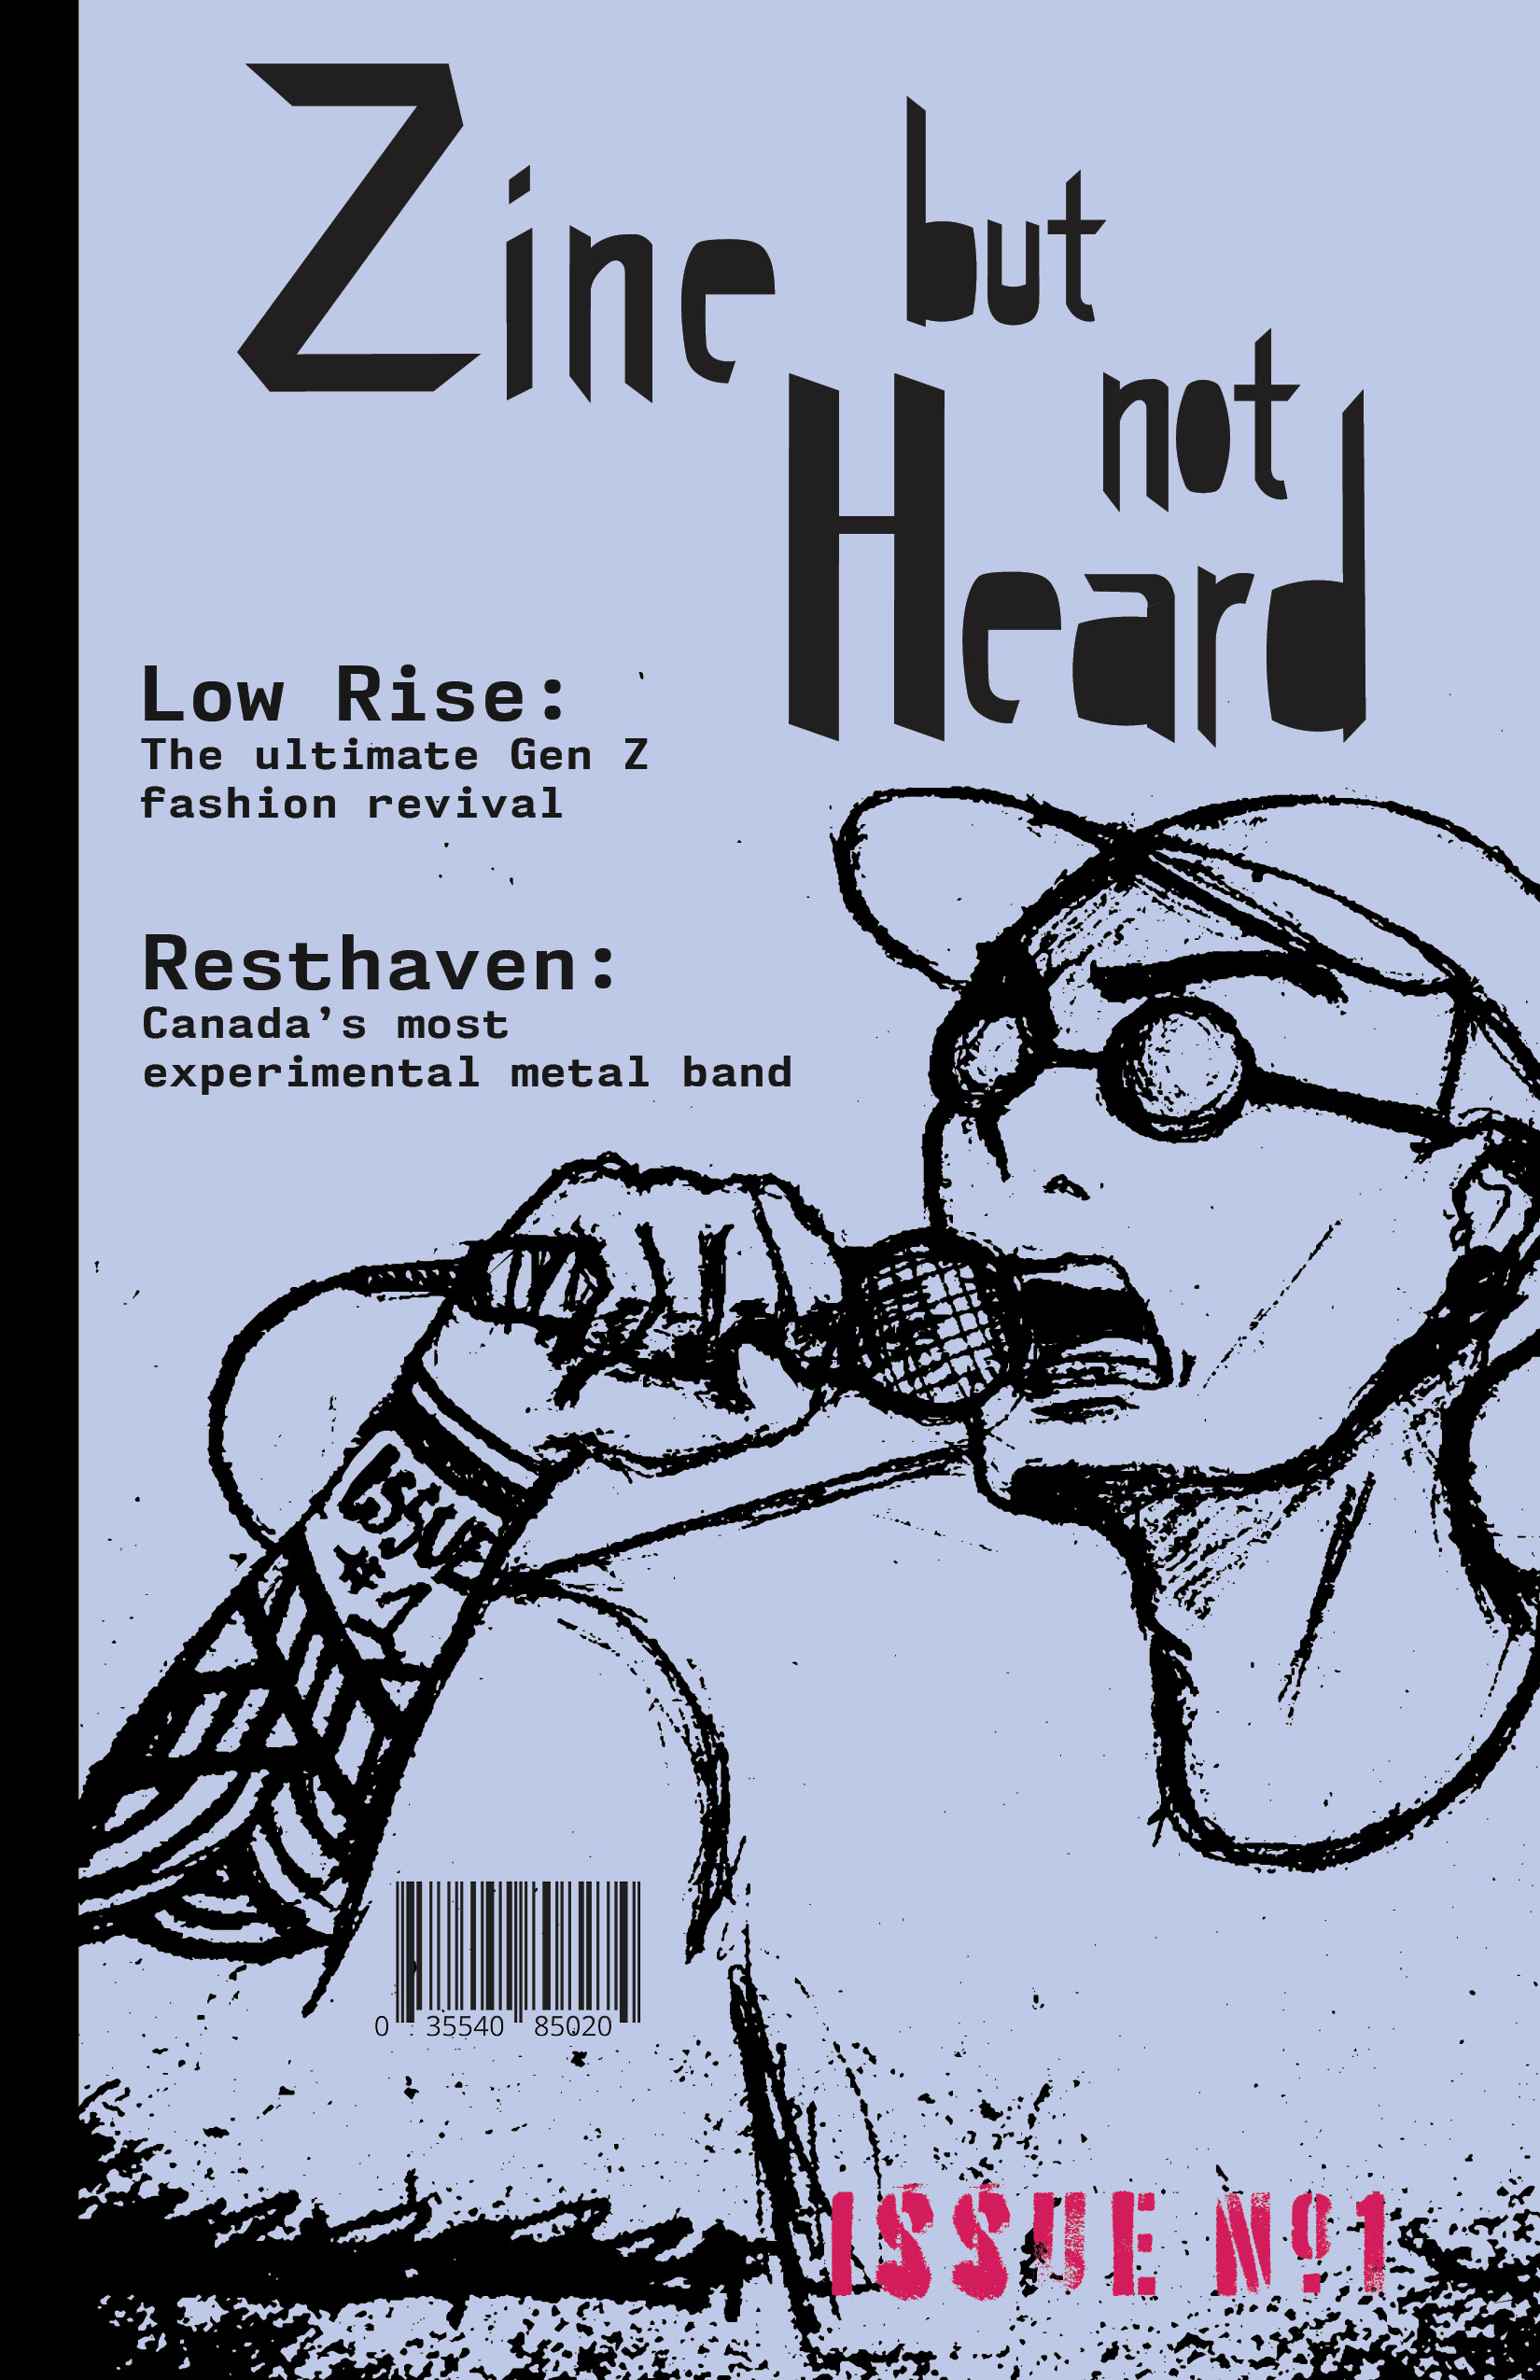 Zine but
not
Heard
Low Rise:
The ultimate Gen Z
fashion revival
Resthaven:
Canada’s most
experimental metal band
ISSUE
*1
0 35540 85020
ISSUE Nº1